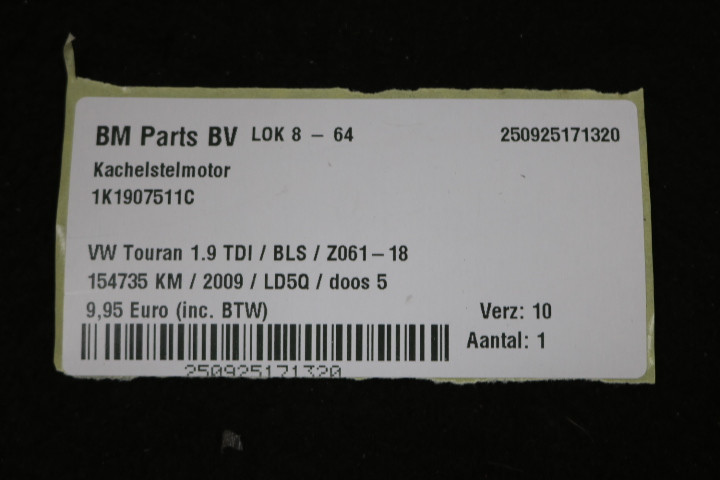 BM Parts BV LOK 8 - 64 250925171320
Kachelstelmotor
1K1907511C
VW Touran 1.9 TDI / BLS / Z061-18
154735 KM / 2009 / LD5Q / doos 5
9,95 Euro (inc. BTW) Verz: 10
Aantal: 1
250925171320